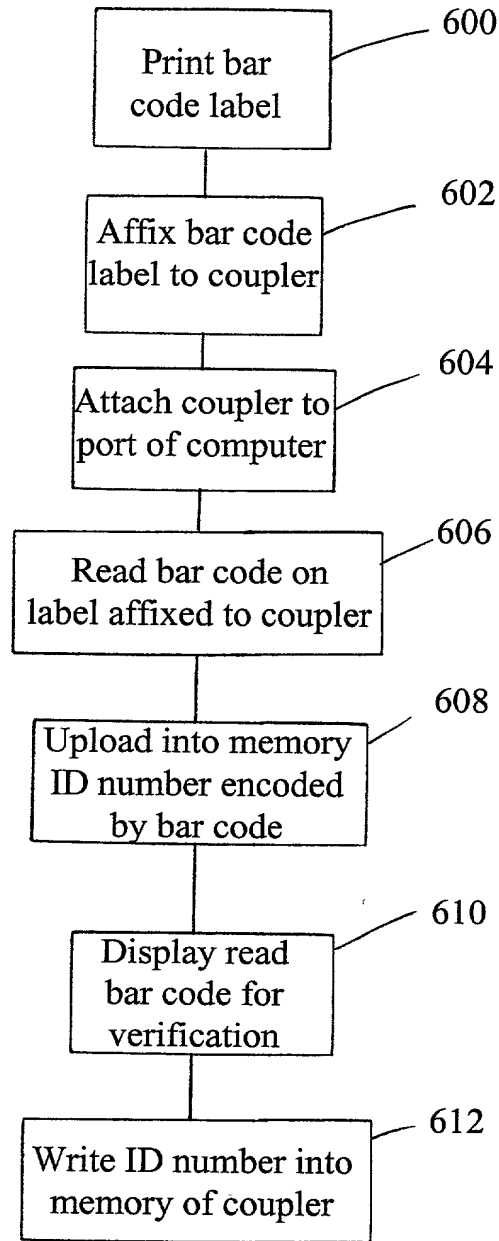 600
Print bar
code label
602
Affix bar code
label to coupler
604
Attach coupler to
port of computer
606
Read bar code on
label affixed to coupler
608
Upload into memory
ID number encoded
by bar code
610
Display read
bar code for
verification
612
Write ID number into
memory of coupler